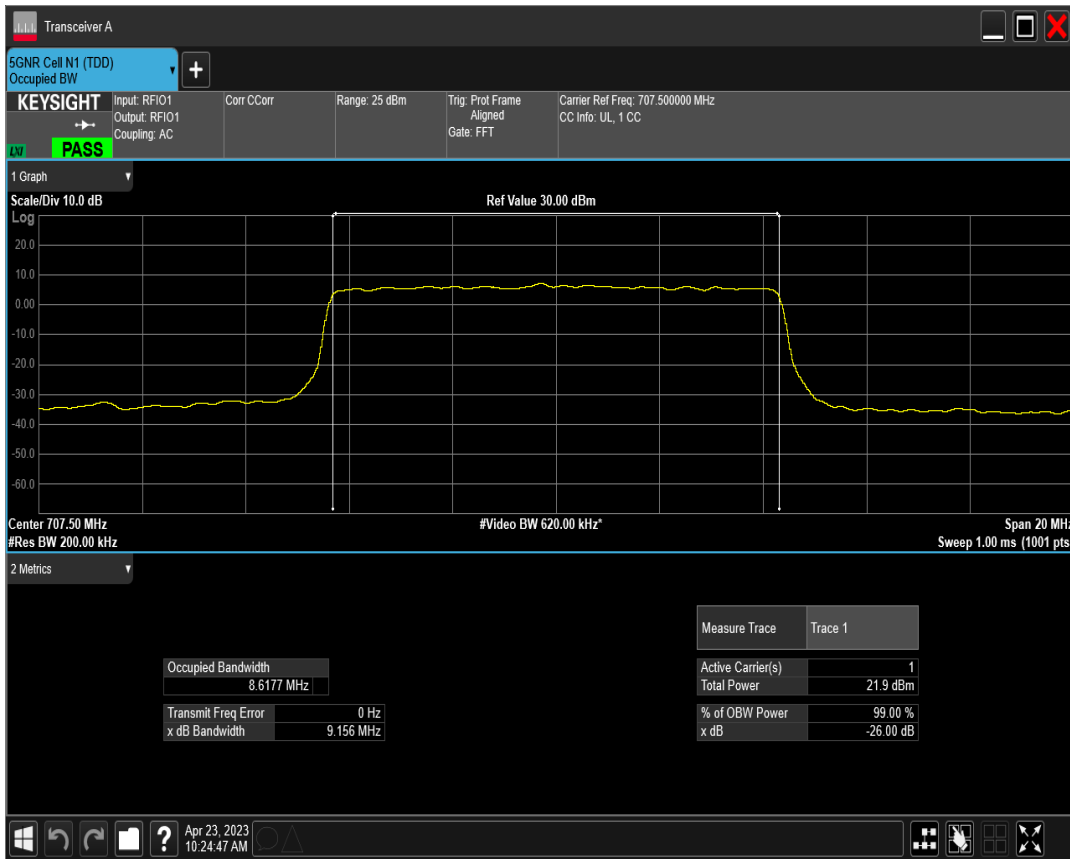 Transceiver A
5GNR Cell N1 (TDD)
Occupied BW
+
KEYSIGHT
LXI
PASS
Input: RFIO1
Output: RFIO1
Coupling: AC
Corr CCorr
Range: 25 dBm
Trig: Prot Frame
Aligned
Gate: FFT
Carrier Ref Freq: 707.500000 MHz
CC Info: UL, 1 CC
1 Graph
Scale/Div 10.0 dB
Ref Value 30.00 dBm
Log
20.0
10.0
0.00
-10.0
-20.0
-30.0
-40.0
-50.0
-60.0
Center 707.50 MHz
#Video BW 620.00 kHz*
Span 20 MHz
#Res BW 200.00 kHz
Sweep 1.00 ms (1001 pts
2 Metrics
Measure Trace Trace 1
Occupied Bandwidth
8.6177 MHz
Active Carrier(s) 1
Total Power 21.9 dBm
Transmit Freq Error 0 Hz
x dB Bandwidth 9.156 MHz
% of OBW Power 99.00 %
x dB -26.00 dB
?
Apr 23, 2023
10:24:47 AM